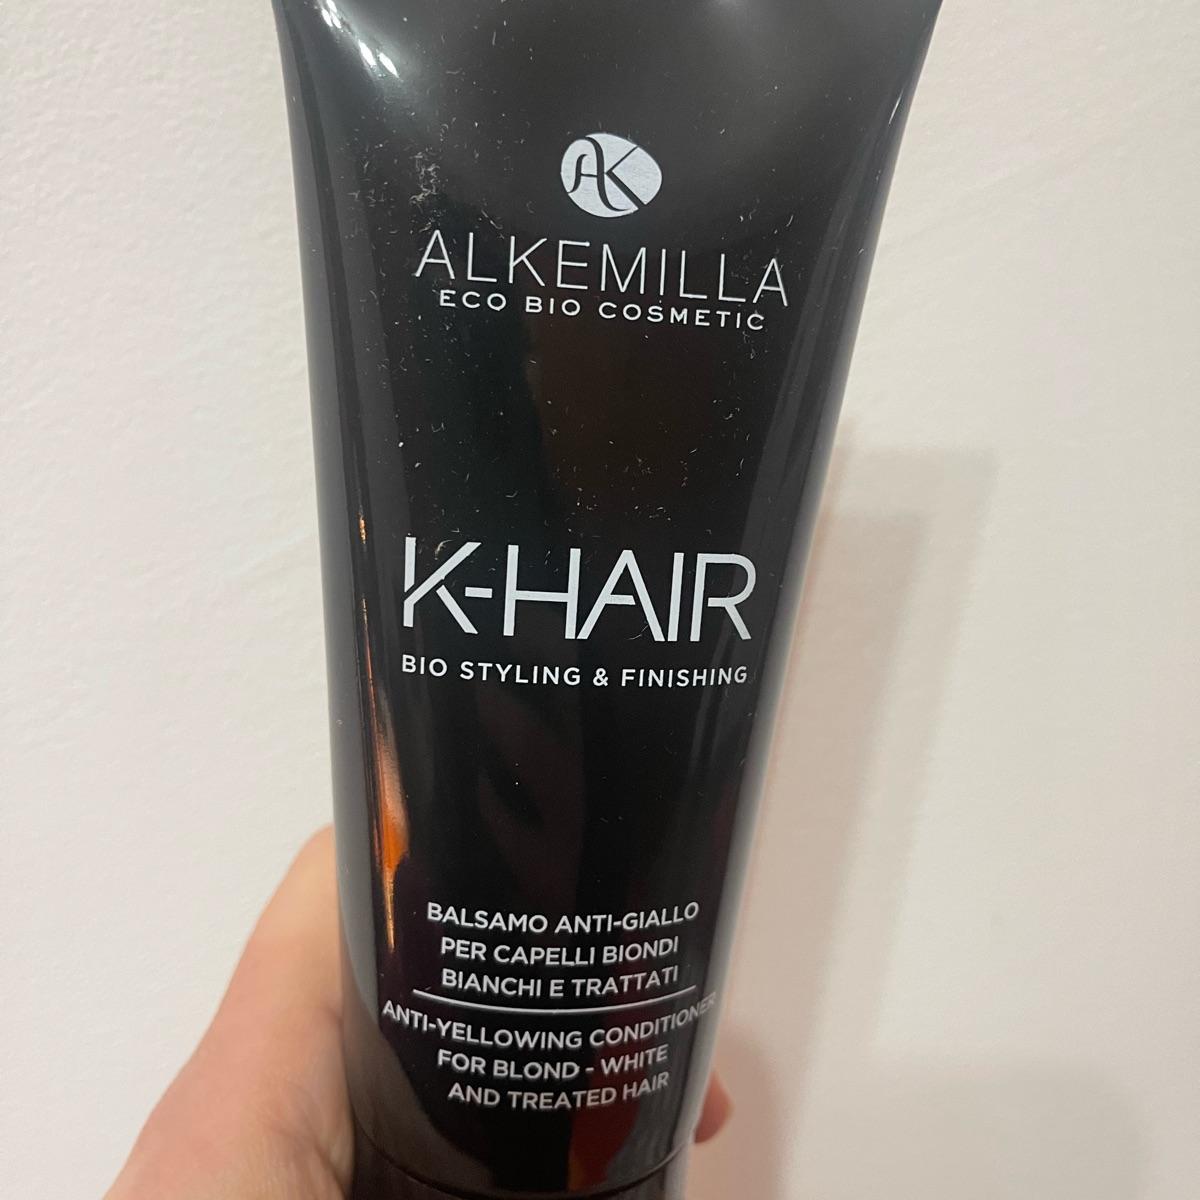 AK
ALKEMILLA
ECO BIO COSMETIC
K-HAIR
BIO STYLING & FINISHING
BALSAMO ANTI-GIALLO
PER CAPELLI BIONDI
BIANCHI E TRATTATI
ANTI-YELLOWING CONDITIONER
FOR BLOND - WHITE
AND TREATED HAIR